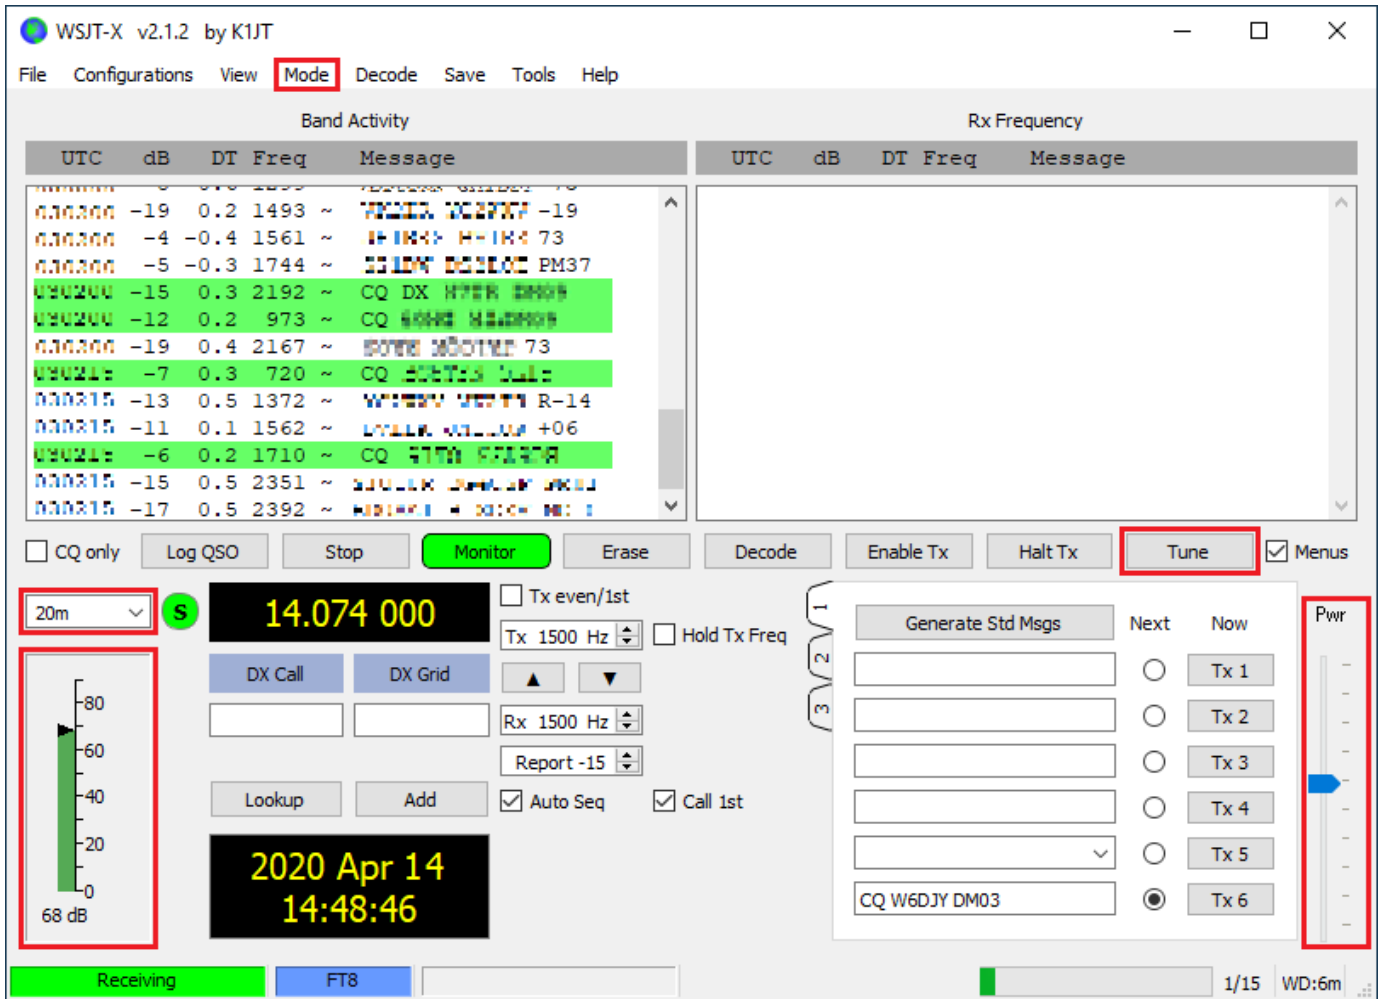 WSJT-X v2.1.2 by K1JT
File Configurations View Mode Decode Save Tools Help
Band Activity
Rx Frequency
UTC dB DT Freq Message
UTC dB DT Freq Message
-19 0.2 1493 ~ -19
-4 -0.4 1561 ~ 73
-5 -0.3 1744 ~ PM37
-15 0.3 2192 ~ CQ DX
-12 0.2 973 ~ CQ
-19 0.4 2167 ~ 73
-7 0.3 720 ~ CQ
-13 0.5 1372 ~ R-14
-11 0.1 1562 ~ +06
-6 0.2 1710 ~ CQ
-15 0.5 2351 ~
-17 0.5 2392 ~
CQ only Log QSO Stop Monitor Erase Decode Enable Tx Halt Tx Tune Menus
20m
S
14.074 000
Tx even/1st
Tx 1500 Hz
Hold Tx Freq
DX Call DX Grid
Rx 1500 Hz
Report -15
Lookup Add
Auto Seq
Call 1st
2020 Apr 14
14:48:46
80
60
40
20
0
68 dB
1
2
3
Generate Std Msgs Next Now
Tx 1
Tx 2
Tx 3
Tx 4
Tx 5
CQ W6DJY DM03 Tx 6
Pwr
Receiving FT8 1/15 WD:6m